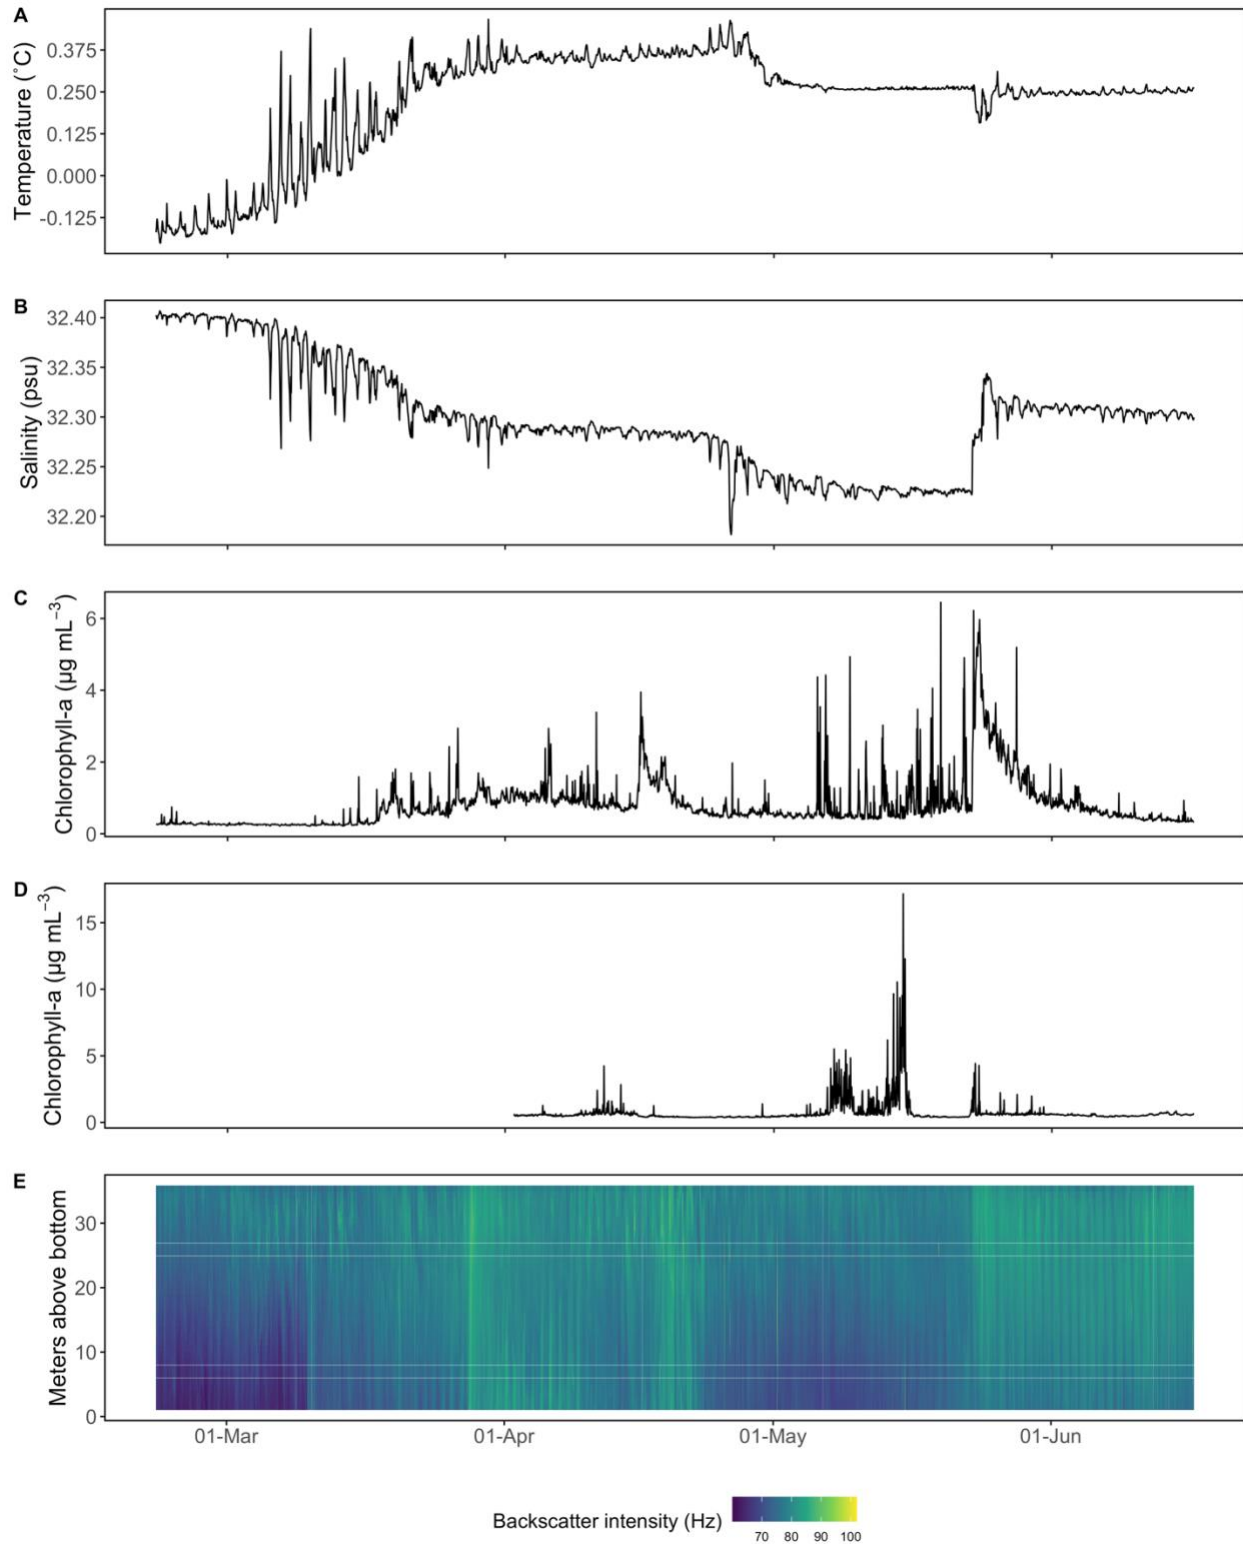 A
Temperature (˚C)
0.375
0.250
0.125
0.000
-0.125
B
Salinity (psu)
32.40
32.35
32.30
32.25
32.20
C
Chlorophyll-a (µg mL⁻³)
6
4
2
0
D
Chlorophyll-a (µg mL⁻³)
15
10
5
0
E
Meters above bottom
30
20
10
0
01-Mar 01-Apr 01-May 01-Jun
Backscatter intensity (Hz)
70 80 90 100